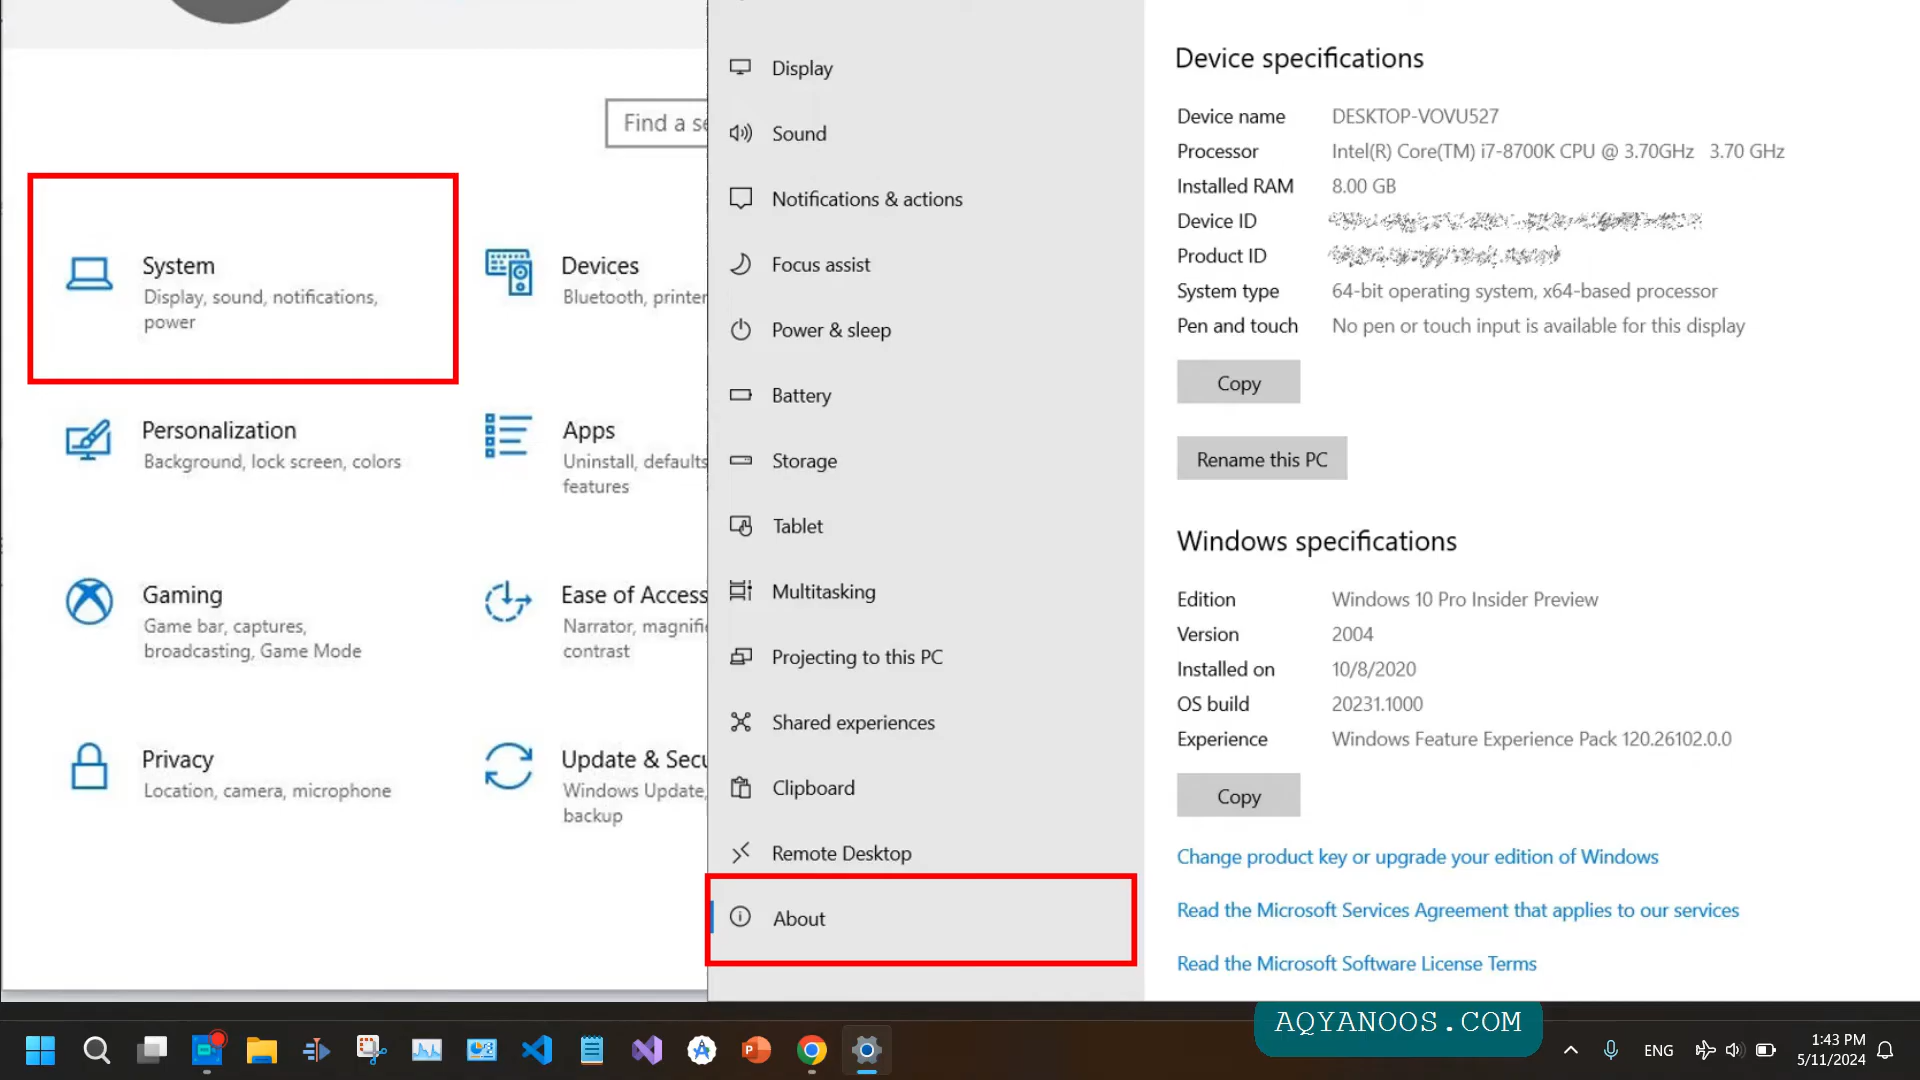 Find a se
System
Display, sound, notifications,
power
Devices
Bluetooth, printer
Personalization
Background, lock screen, colors
Apps
Uninstall, defaults
features
Gaming
Game bar, captures,
broadcasting, Game Mode
Ease of Access
Narrator, magnifie
contrast
Privacy
Location, camera, microphone
Update & Secu
Windows Update,
backup
Display
Sound
Notifications & actions
Focus assist
Power & sleep
Battery
Storage
Tablet
Multitasking
Projecting to this PC
Shared experiences
Clipboard
Remote Desktop
About
Device specifications
Device name DESKTOP-VOVU527
Processor Intel(R) Core(TM) i7-8700K CPU @ 3.70GHz 3.70 GHz
Installed RAM 8.00 GB
Device ID
Product ID
System type 64-bit operating system, x64-based processor
Pen and touch No pen or touch input is available for this display
Copy
Rename this PC
Windows specifications
Edition Windows 10 Pro Insider Preview
Version 2004
Installed on 10/8/2020
OS build 20231.1000
Experience Windows Feature Experience Pack 120.26102.0.0
Copy
Change product key or upgrade your edition of Windows
Read the Microsoft Services Agreement that applies to our services
Read the Microsoft Software License Terms
AQYANOOS.COM
ENG
1:43 PM
5/11/2024